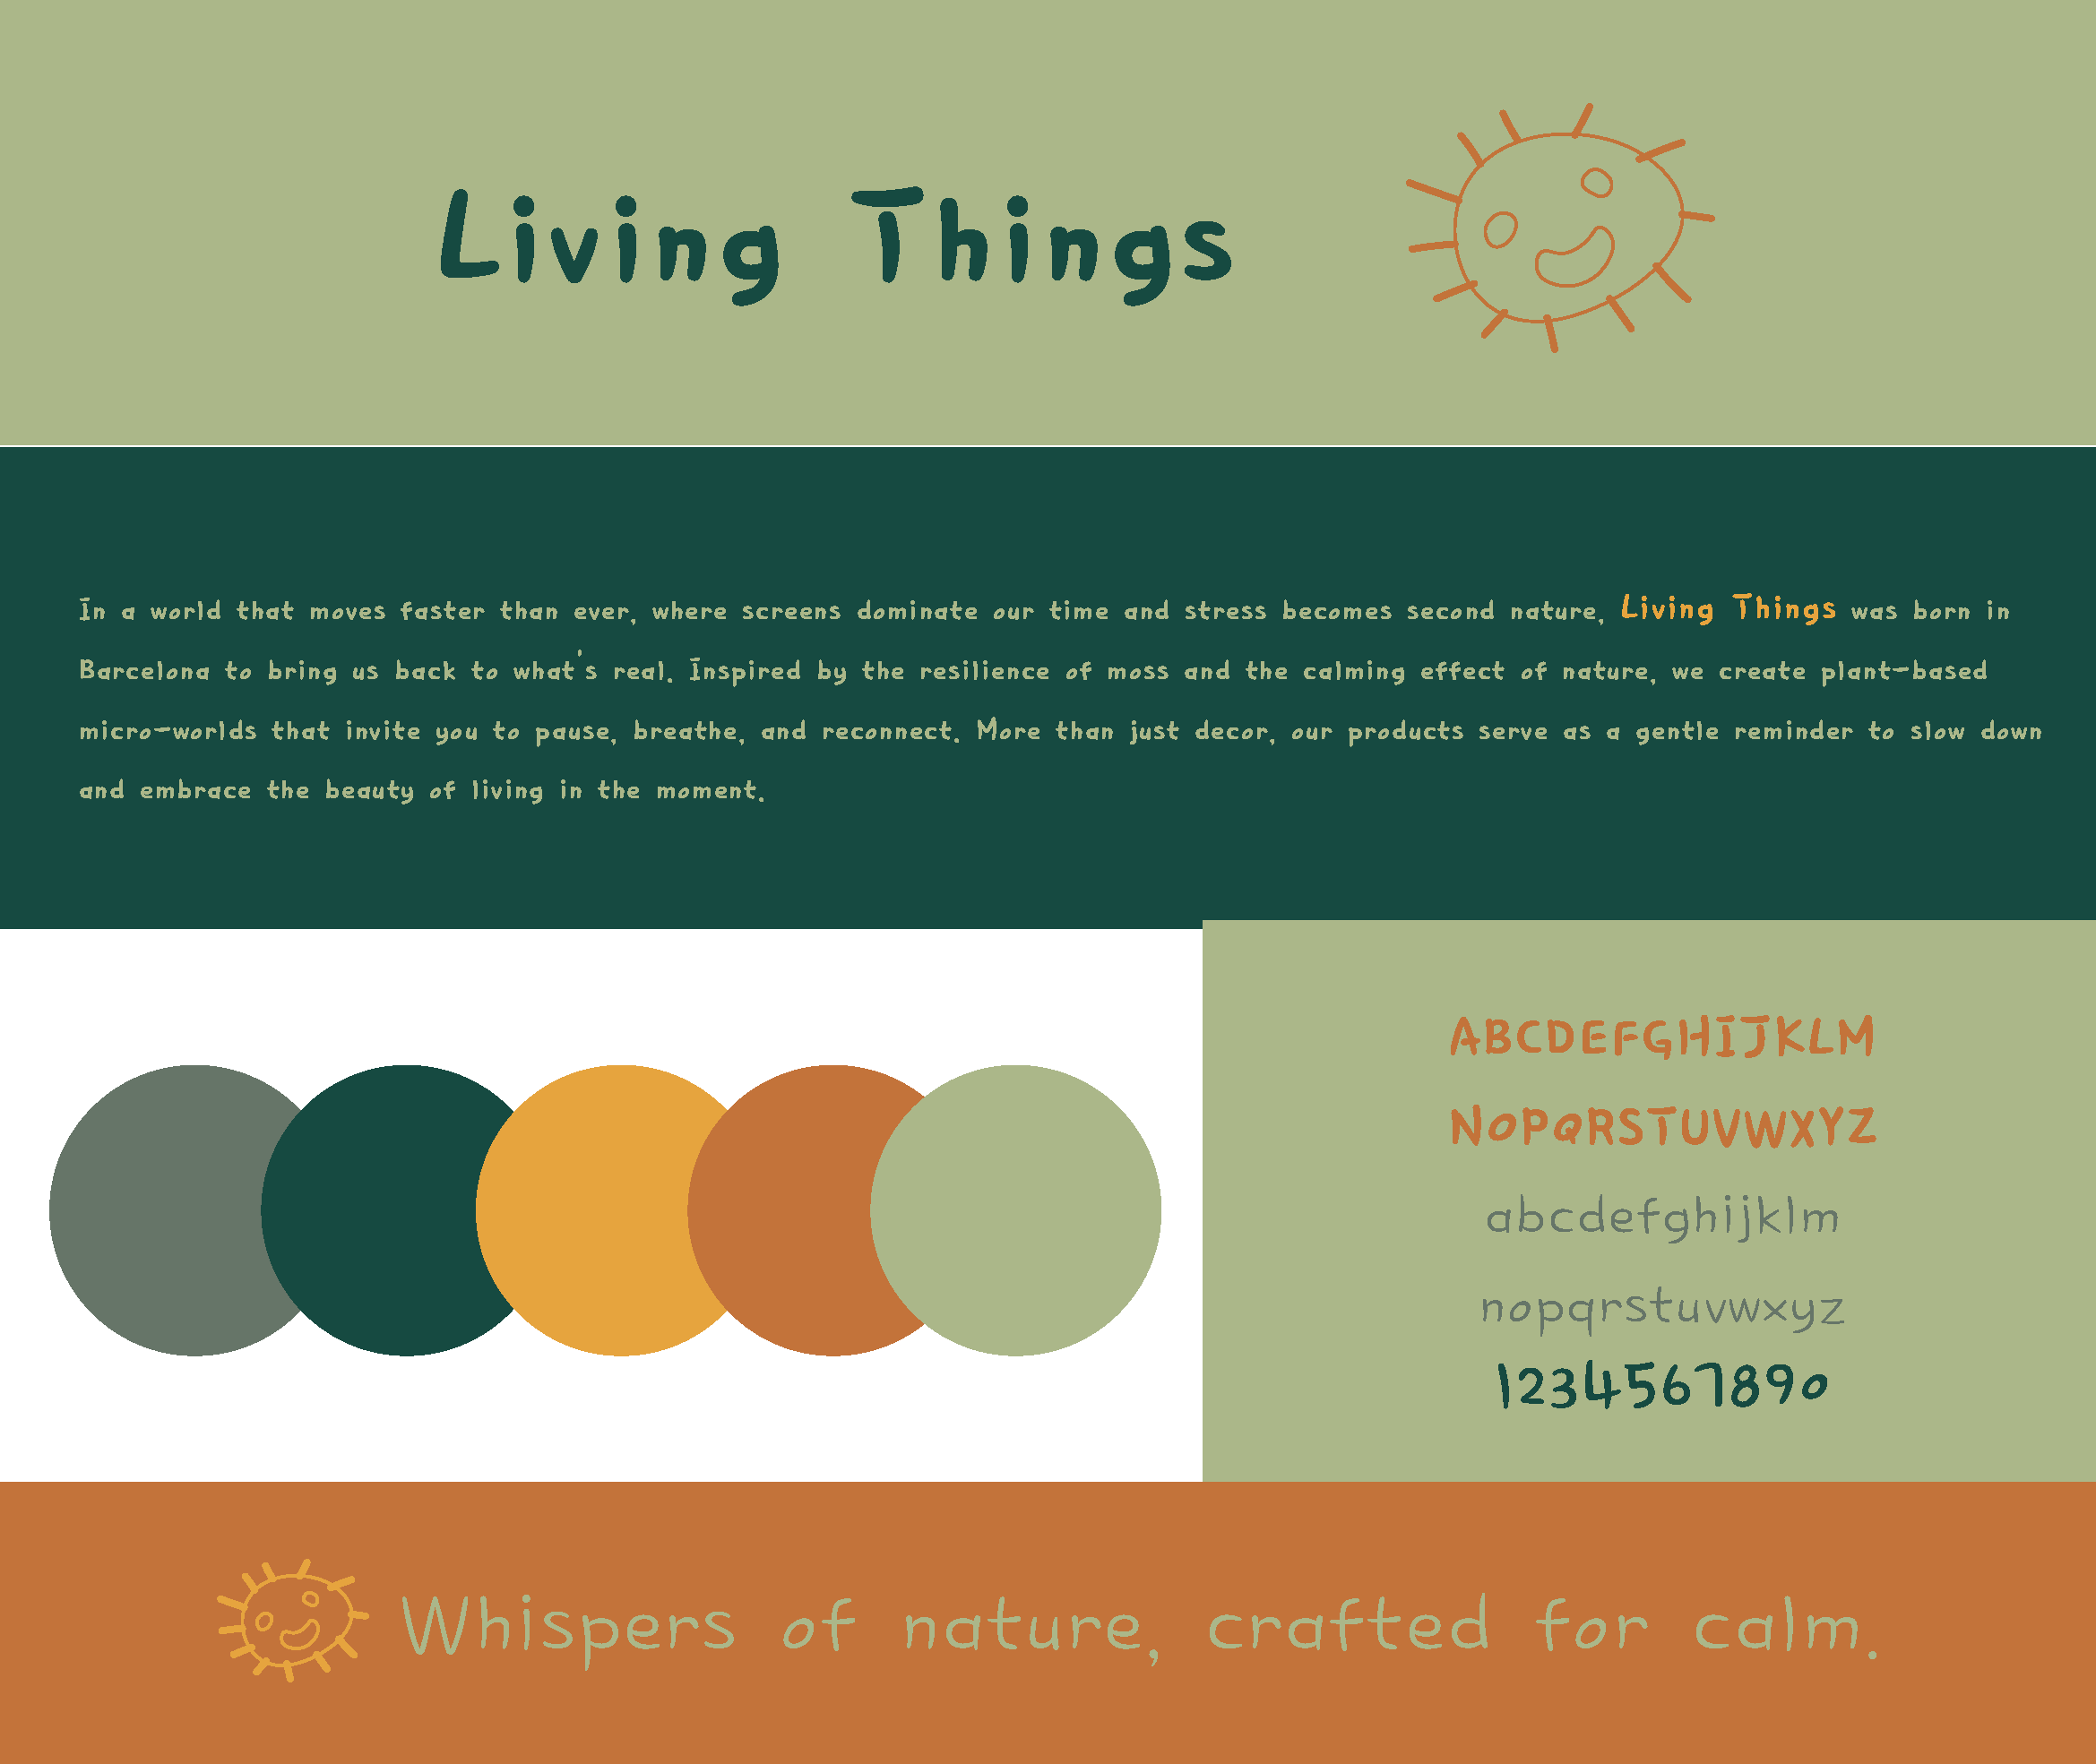 Living Things
In a world that moves faster than ever, where screens dominate our time and stress becomes second nature, Living Things was born in
Barcelona to bring us back to what's real. Inspired by the resilience of moss and the calming effect of nature, we create plant-based
micro-worlds that invite you to pause, breathe, and reconnect. More than just decor, our products serve as a gentle reminder to slow down
and embrace the beauty of living in the moment.
ABCDEFGHIJKLM
NOPQRSTUVWXYZ
abcdefghijklm
nopqrstuvwxyz
1234567890
Whispers of nature, crafted for calm.